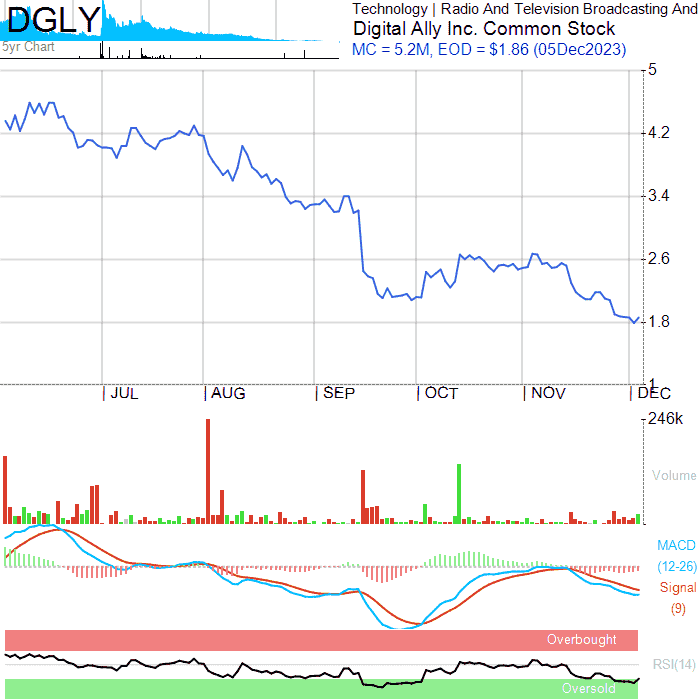 DGLY
Technology | Radio And Television Broadcasting And
Digital Ally Inc. Common Stock
5yr Chart
MC = 5.2M, EOD = $1.86 (05Dec2023)
5
4.2
3.4
2.6
1.8
1
JUL
AUG
SEP
OCT
NOV
DEC
246k
Volume
MACD
(12-26)
Signal
(9)
Overbought
RSI(14)
Oversold